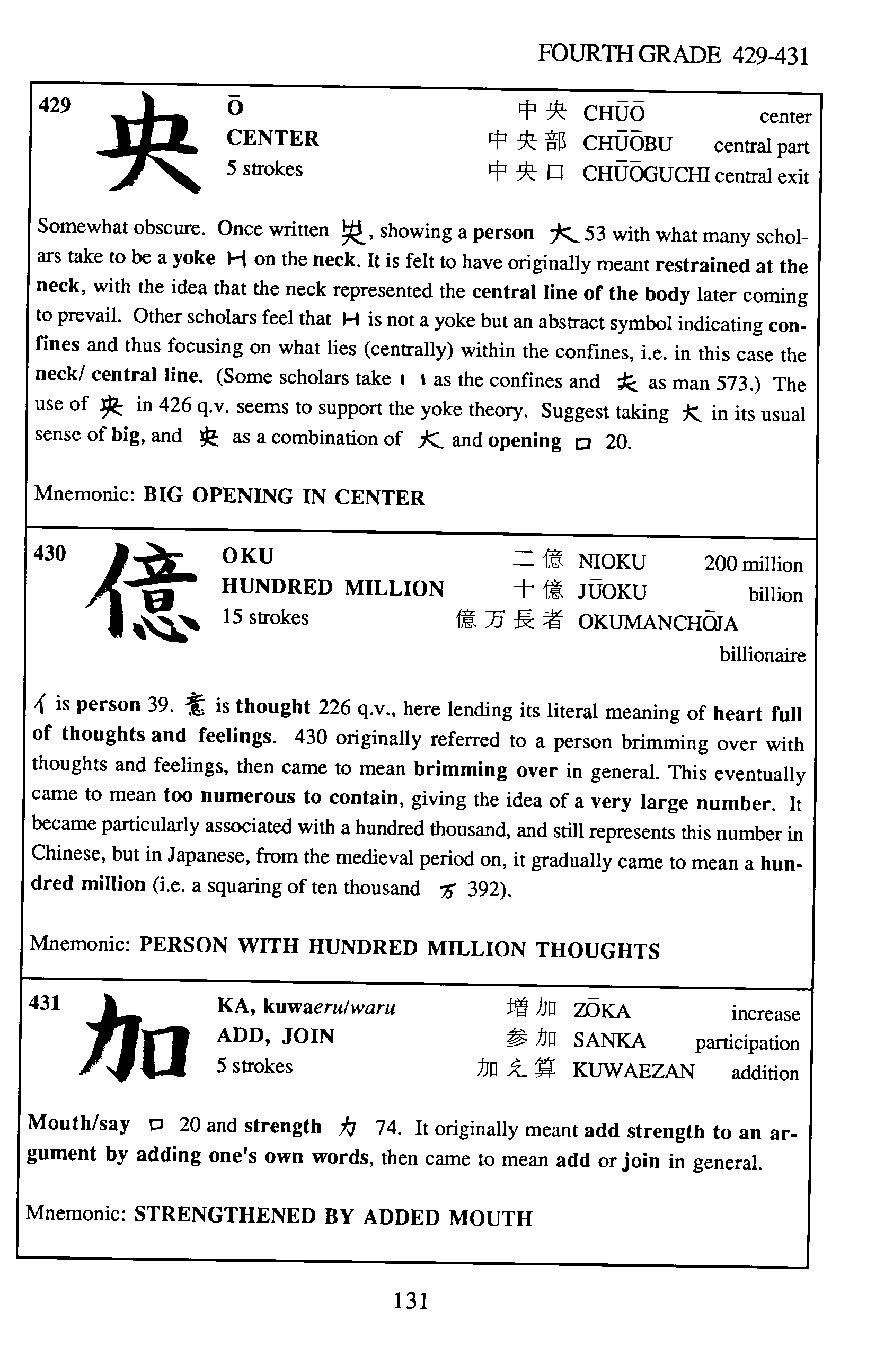 FOURTH GRADE 429-431
429 央 Ō 中央 CHŪŌ center
CENTER 中央部 CHŪŌBU central part
5 strokes 中央口 CHŪŌGUCHI central exit
Somewhat obscure. Once written , showing a person 大 53 with what many schol-
ars take to be a yoke on the neck. It is felt to have originally meant restrained at the
neck, with the idea that the neck represented the central line of the body later coming
to prevail. Other scholars feel that is not a yoke but an abstract symbol indicating con-
fines and thus focusing on what lies (centrally) within the confines, i.e. in this case the
neck/ central line. (Some scholars take as the confines and 夫 as man 573.) The
use of 央 in 426 q.v. seems to support the yoke theory. Suggest taking 大 in its usual
sense of big, and 央 as a combination of 大 and opening 口 20.
Mnemonic: BIG OPENING IN CENTER
430 億 OKU 二億 NIOKU 200 million
HUNDRED MILLION 十億 JŪOKU billion
15 strokes 億万長者 OKUMANCHŌJA
billionaire
亻 is person 39. 意 is thought 226 q.v., here lending its literal meaning of heart full
of thoughts and feelings. 430 originally referred to a person brimming over with
thoughts and feelings, then came to mean brimming over in general. This eventually
came to mean too numerous to contain, giving the idea of a very large number. It
became particularly associated with a hundred thousand, and still represents this number in
Chinese, but in Japanese, from the medieval period on, it gradually came to mean a hun-
dred million (i.e. a squaring of ten thousand 万 392).
Mnemonic: PERSON WITH HUNDRED MILLION THOUGHTS
431 加 KA, kuwaeru/waru 増加 ZŌKA increase
ADD, JOIN 参加 SANKA participation
5 strokes 加え算 KUWAEZAN addition
Mouth/say 口 20 and strength 力 74. It originally meant add strength to an ar-
gument by adding one's own words, then came to mean add or join in general.
Mnemonic: STRENGTHENED BY ADDED MOUTH
131